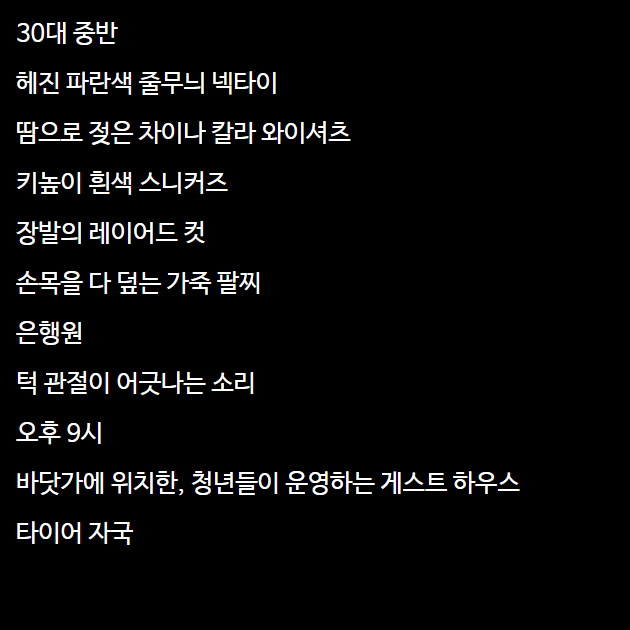 30대 중반
헤진 파란색 줄무늬 넥타이
땀으로 젖은 차이나 칼라 와이셔츠
키높이 흰색 스니커즈
장발의 레이어드 컷
손목을 다 덮는 가죽 팔찌
은행원
턱 관절이 어긋나는 소리
오후 9시
바닷가에 위치한, 청년들이 운영하는 게스트 하우스
타이어 자국